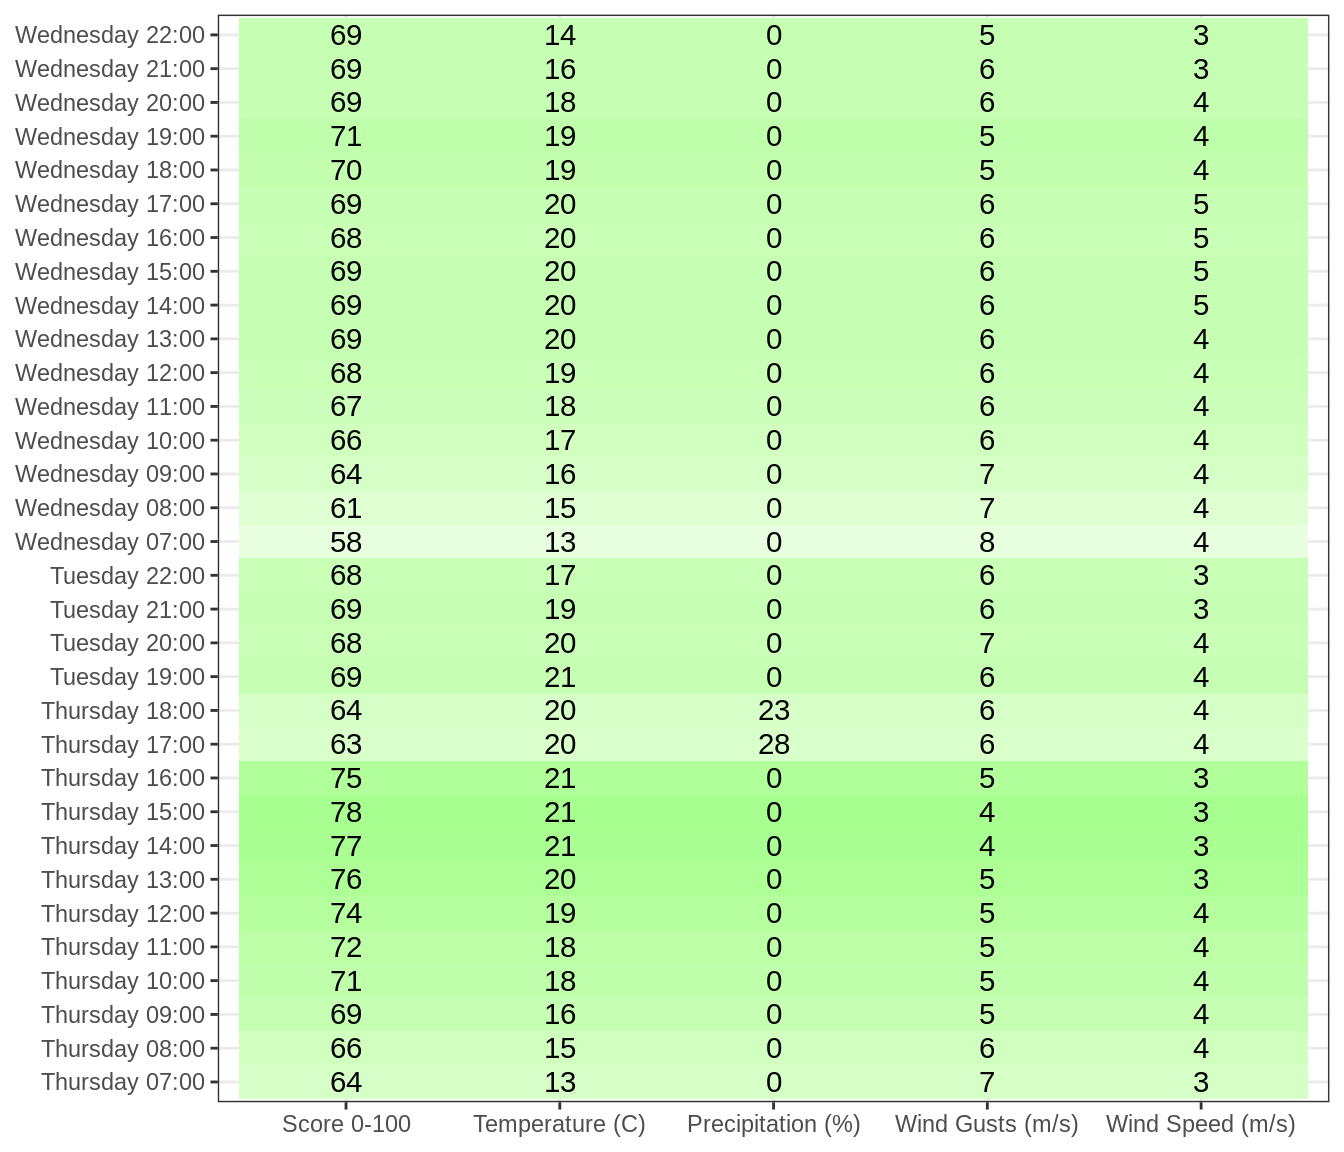 Wednesday 22:00 69 14 0 5 3
Wednesday 21:00 69 16 0 6 3
Wednesday 20:00 69 18 0 6 4
Wednesday 19:00 71 19 0 5 4
Wednesday 18:00 70 19 0 5 4
Wednesday 17:00 69 20 0 6 5
Wednesday 16:00 68 20 0 6 5
Wednesday 15:00 69 20 0 6 5
Wednesday 14:00 69 20 0 6 5
Wednesday 13:00 69 20 0 6 4
Wednesday 12:00 68 19 0 6 4
Wednesday 11:00 67 18 0 6 4
Wednesday 10:00 66 17 0 6 4
Wednesday 09:00 64 16 0 7 4
Wednesday 08:00 61 15 0 7 4
Wednesday 07:00 58 13 0 8 4
Tuesday 22:00 68 17 0 6 3
Tuesday 21:00 69 19 0 6 3
Tuesday 20:00 68 20 0 7 4
Tuesday 19:00 69 21 0 6 4
Thursday 18:00 64 20 23 6 4
Thursday 17:00 63 20 28 6 4
Thursday 16:00 75 21 0 5 3
Thursday 15:00 78 21 0 4 3
Thursday 14:00 77 21 0 4 3
Thursday 13:00 76 20 0 5 3
Thursday 12:00 74 19 0 5 4
Thursday 11:00 72 18 0 5 4
Thursday 10:00 71 18 0 5 4
Thursday 09:00 69 16 0 5 4
Thursday 08:00 66 15 0 6 4
Thursday 07:00 64 13 0 7 3
Score 0-100 Temperature (C) Precipitation (%) Wind Gusts (m/s) Wind Speed (m/s)